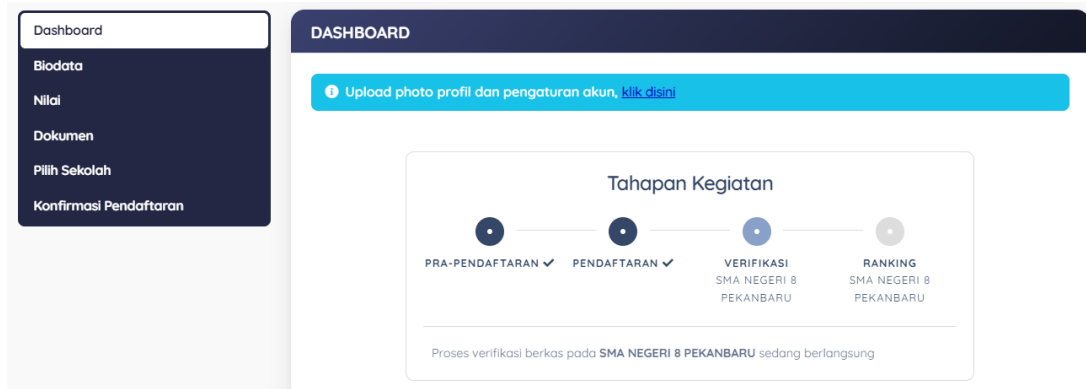 Dashboard
Biodata
Nilai
Dokumen
Pilih Sekolah
Konfirmasi Pendaftaran
DASHBOARD
Upload photo profil dan pengaturan akun, klik disini
Tahapan Kegiatan
PRA-PENDAFTARAN
PENDAFTARAN
VERIFIKASI
SMA NEGERI 8
PEKANBARU
RANKING
SMA NEGERI 8
PEKANBARU
Proses verifikasi berkas pada SMA NEGERI 8 PEKANBARU sedang berlangsung